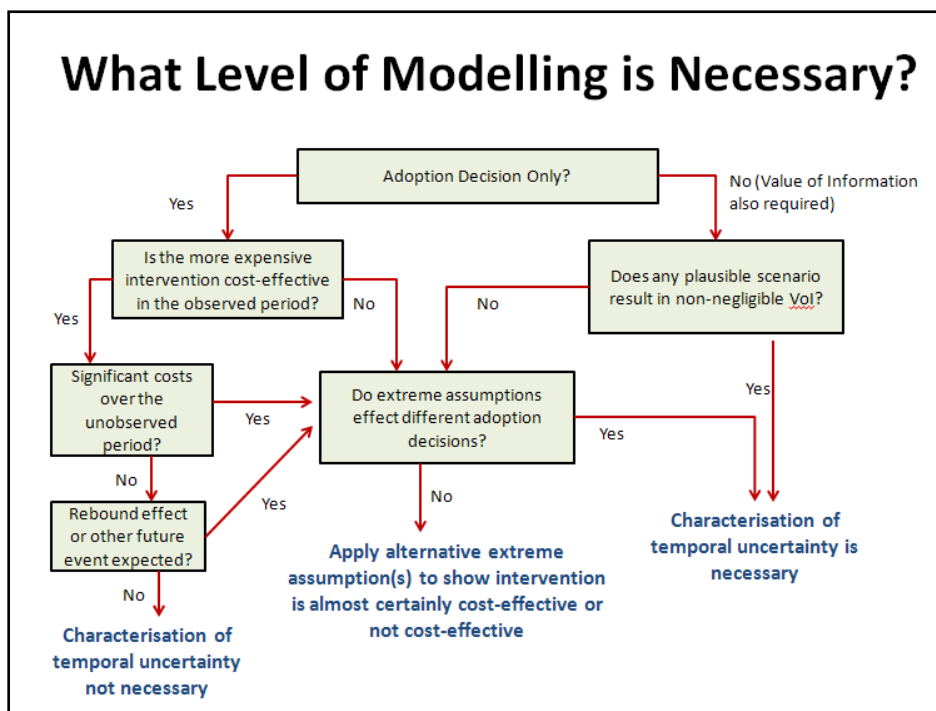 What Level of Modelling is Necessary?
Adoption Decision Only?
Yes
No (Value of Information
also required)
Is the more expensive
intervention cost-effective
in the observed period?
Does any plausible scenario
result in non-negligible VoI?
Yes
No
No
Significant costs
over the
unobserved
period?
Yes
Do extreme assumptions
effect different adoption
decisions?
Yes
Yes
No
Rebound effect
or other future
event expected?
Yes
No
Apply alternative extreme
assumption(s) to show intervention
is almost certainly cost-effective or
not cost-effective
Characterisation of
temporal uncertainty is
necessary
No
Characterisation of
temporal uncertainty
not necessary